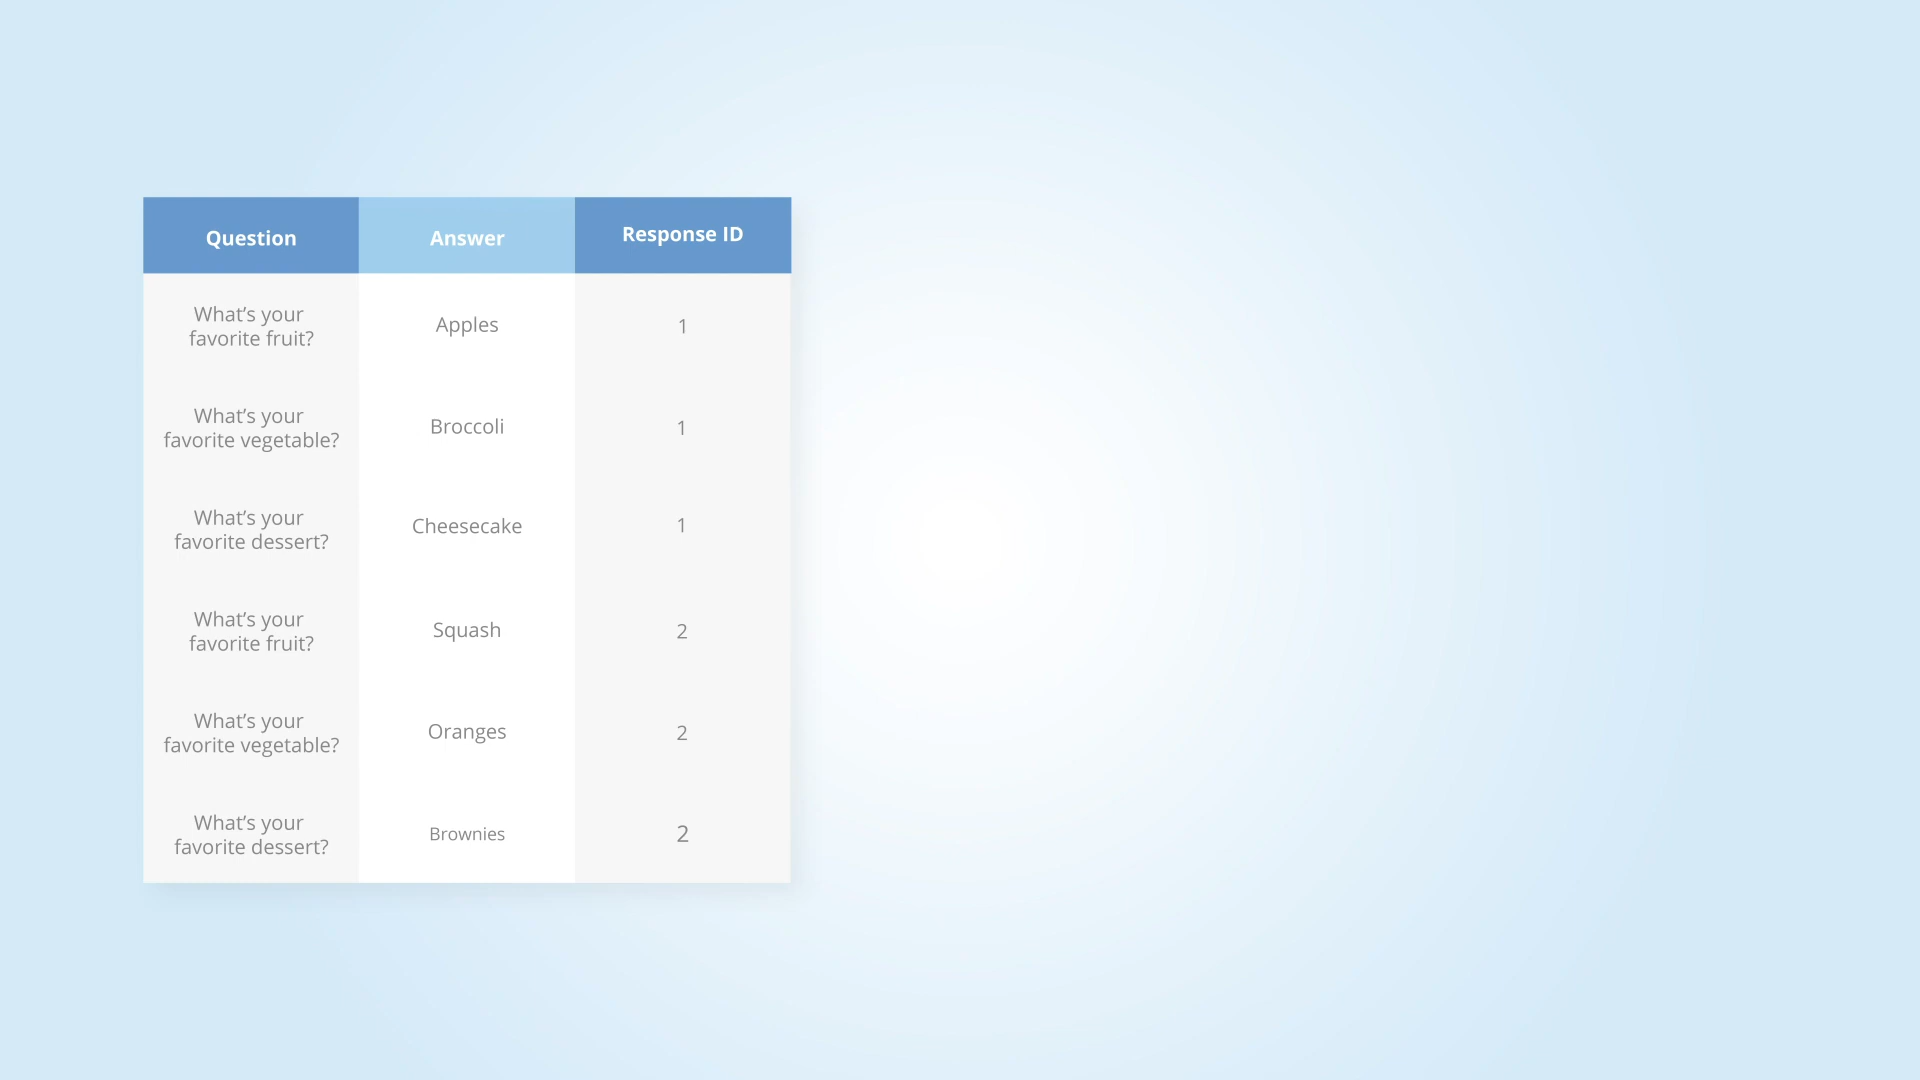 Question Answer Response ID
What’s your
favorite fruit?
Apples
1
What’s your
favorite vegetable?
Broccoli
1
What’s your
favorite dessert?
Cheesecake
1
What’s your
favorite fruit?
Squash
2
What’s your
favorite vegetable?
Oranges
2
What’s your
favorite dessert?
Brownies
2